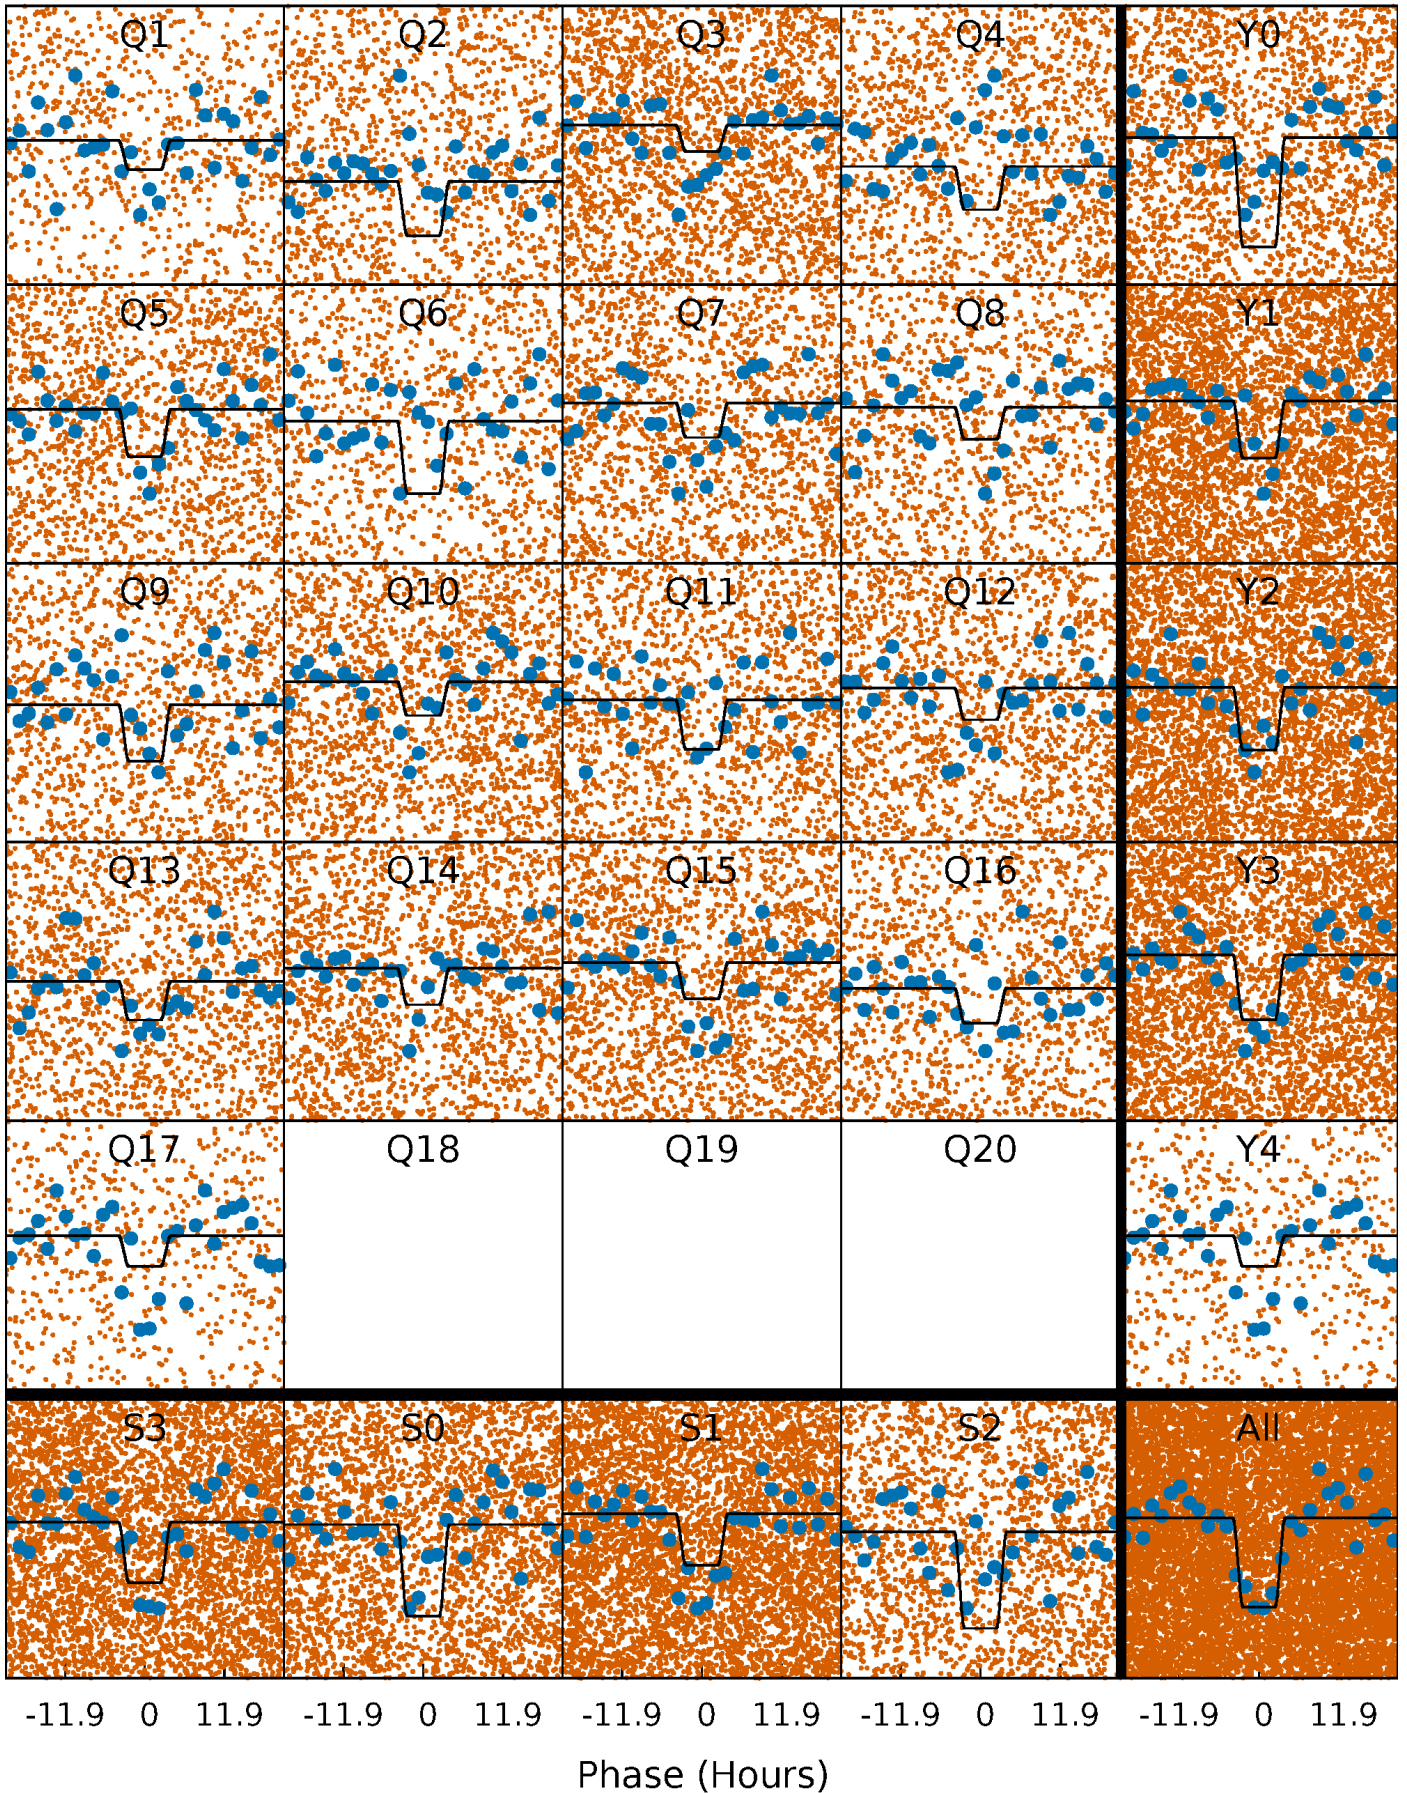 Q1 Q2 Q3 Q4 Y0
Q5 Q6 Q7 Q8 Y1
Q9 Q10 Q11 Q12 Y2
Q13 Q14 Q15 Q16 Y3
Q17 Q18 Q19 Q20 Y4
S3 S0 S1 S2 All
-11.9 0 11.9 -11.9 0 11.9 -11.9 0 11.9 -11.9 0 11.9 -11.9 0 11.9
Phase (Hours)